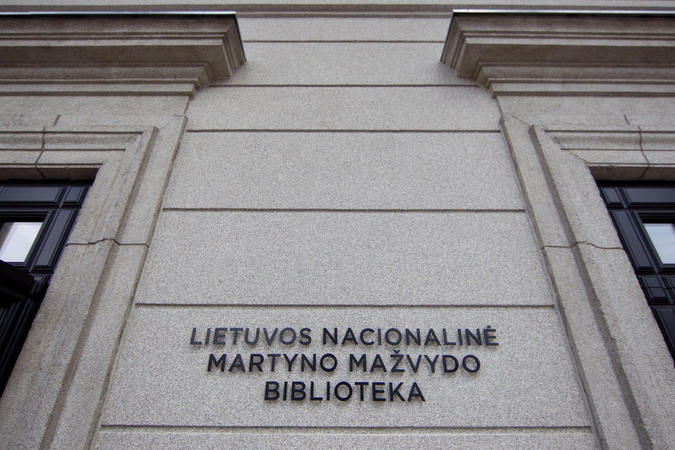 LIETUVOS NACIONALINĖ
MARTYNO MAŽVYDO
BIBLIOTEKA